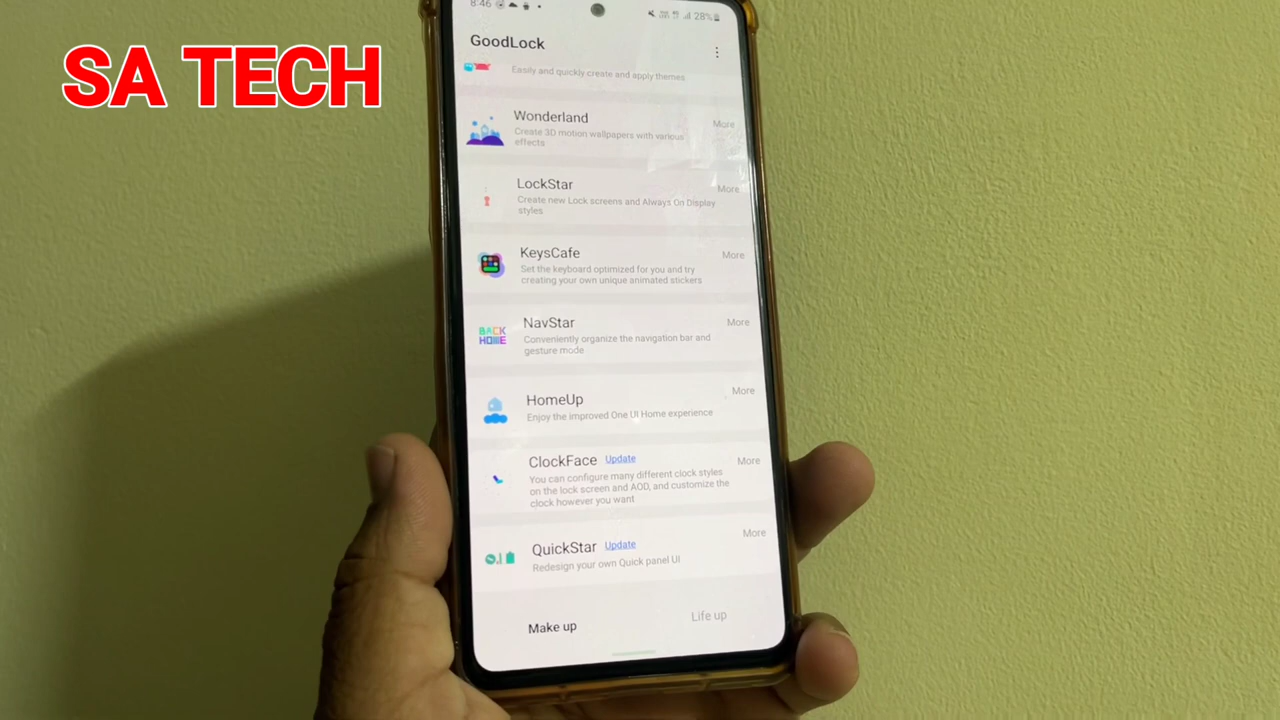 SA TECH
8:46
28%
GoodLock
Easily and quickly create and apply themes
Wonderland
More
Create 3D motion wallpapers with various
effects
LockStar
More
Create new Lock screens and Always On Display
styles
KeysCafe
More
Set the keyboard optimized for you and try
creating your own unique animated stickers
BACK
HOME
NavStar
More
Conveniently organize the navigation bar and
gesture mode
HomeUp
More
Enjoy the improved One UI Home experience
ClockFace Update
More
You can configure many different clock styles
on the lock screen and AOD, and customize the
clock however you want
QuickStar Update
More
Redesign your own Quick panel UI
Make up
Life up